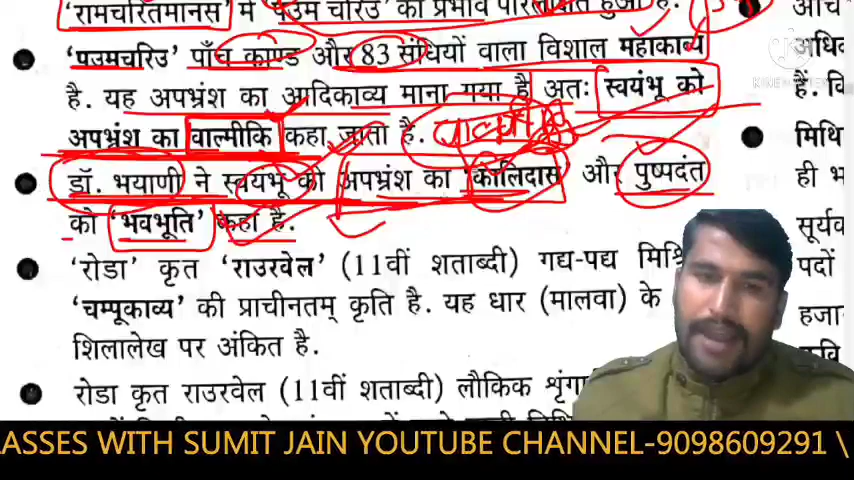 'रामचरितमानस' में 'पउम चरिउ' का प्रभाव परिलक्षित हुआ है.
'पउमचरिउ' पाँच काण्ड और 83 संधियों वाला विशाल महाकाव्य
है. यह अपभ्रंश का आदिकाव्य माना गया है अतः स्वयंभू को
अपभ्रंश का वाल्मीकि कहा जाता है.
डॉ. भयाणी ने स्वयंभू को अपभ्रंश का 'कालिदास' और पुष्पदंत
को 'भवभूति' कहा है.
'रोडा' कृत 'राउरवेल' (11वीं शताब्दी) गद्य-पद्य
'चम्पूकाव्य' की प्राचीनतम् कृति है. यह धार (मालवा) के
शिलालेख पर अंकित है.
रोडा कृत राउरवेल (11वीं शताब्दी) लौकिक
अधि
हैं.
मिथि
ही भ
सूर्यव
पदों
हजा
KINEMASTER
ASSES WITH SUMIT JAIN YOUTUBE CHANNEL-9098609291 \